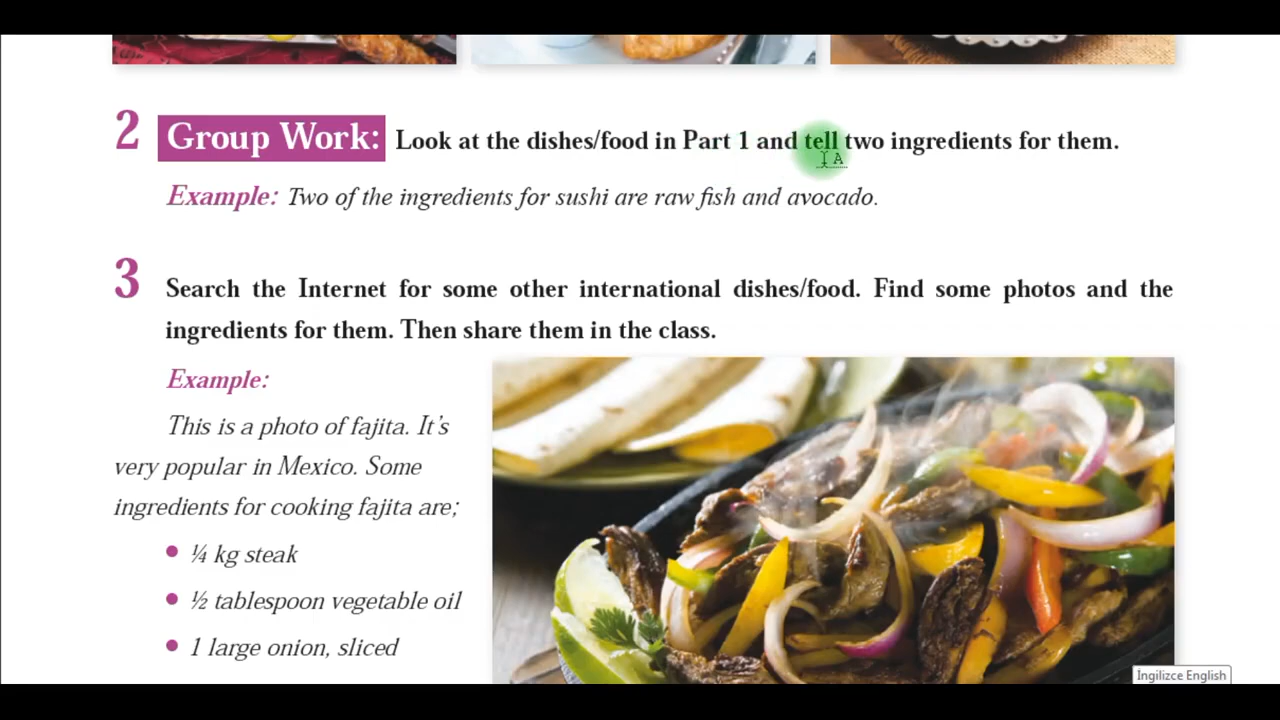 2 Group Work: Look at the dishes/food in Part 1 and tell two ingredients for them.
Example: Two of the ingredients for sushi are raw fish and avocado.
3 Search the Internet for some other international dishes/food. Find some photos and the
ingredients for them. Then share them in the class.
Example:
This is a photo of fajita. It's
very popular in Mexico. Some
ingredients for cooking fajita are;
• ¼ kg steak
• ½ tablespoon vegetable oil
• 1 large onion, sliced
A
İngilizce English